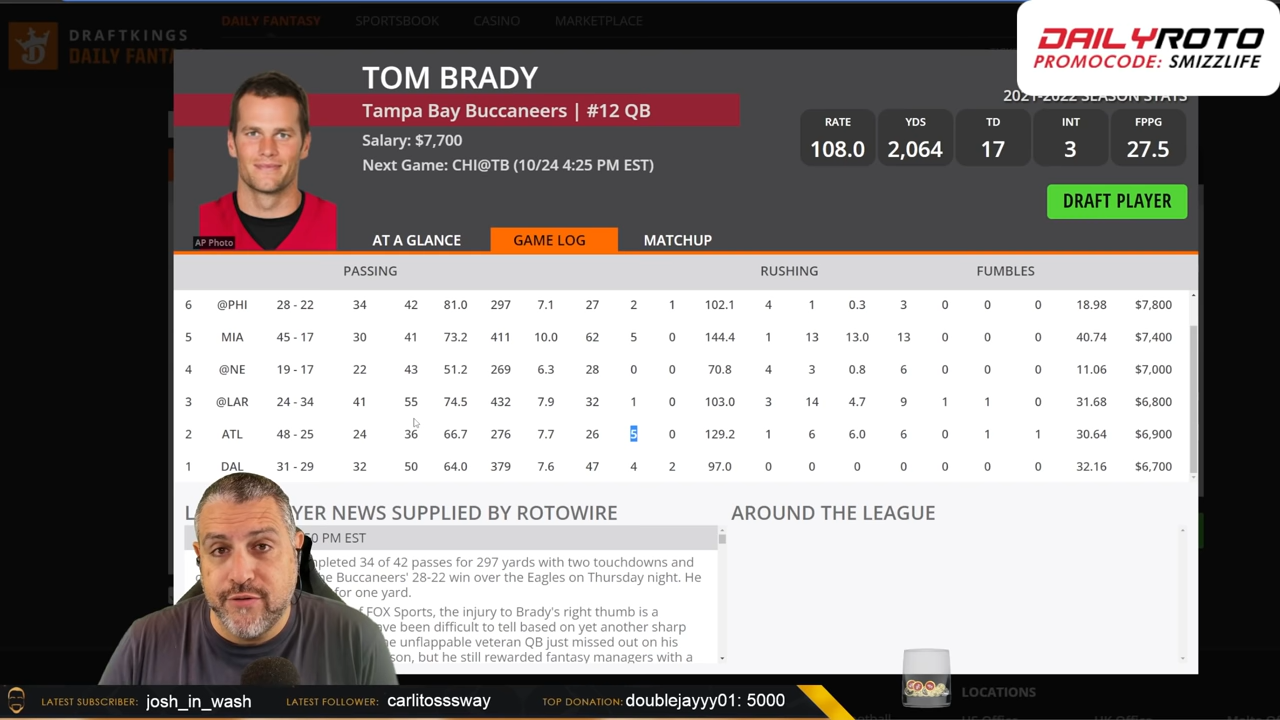 DRAFTKINGS
DAILY FANTASY SPORTSBOOK CASINO MARKETPLACE
DAILY FANTA
DAILYROTO
PROMOCODE: SMIZZLIFE
TOM BRADY
Tampa Bay Buccaneers | #12 QB
Salary: $7,700
Next Game: CHI@TB (10/24 4:25 PM EST)
2021-2022 SEASON STATS
RATE YDS TD INT FPPG
108.0 2,064 17 3 27.5
DRAFT PLAYER
AP Photo
AT A GLANCE GAME LOG MATCHUP
PASSING RUSHING FUMBLES
6 @PHI 28 - 22 34 42 81.0 297 7.1 27 2 1 102.1 4 1 0.3 3 0 0 0 18.98 $7,800
5 MIA 45 - 17 30 41 73.2 411 10.0 62 5 0 144.4 1 13 13.0 13 0 0 0 40.74 $7,400
4 @NE 19 - 17 22 43 51.2 269 6.3 28 0 0 70.8 4 3 0.8 6 0 0 0 11.06 $7,000
3 @LAR 24 - 34 41 55 74.5 432 7.9 32 1 0 103.0 3 14 4.7 9 1 1 0 31.68 $6,800
2 ATL 48 - 25 24 36 66.7 276 7.7 26 5 0 129.2 1 6 6.0 6 0 1 1 30.64 $6,900
1 DAL 31 - 29 32 50 64.0 379 7.6 47 4 2 97.0 0 0 0 0 0 0 0 32.16 $6,700
L YER NEWS SUPPLIED BY ROTOWIRE
AROUND THE LEAGUE
0 PM EST
mpleted 34 of 42 passes for 297 yards with two touchdowns and
he Buccaneers' 28-22 win over the Eagles on Thursday night. He
for one yard.
of FOX Sports, the injury to Brady's right thumb is a
ave been difficult to tell based on yet another sharp
he unflappable veteran QB just missed out on his
son, but he still rewarded fantasy managers with a
LOCATIONS
LATEST SUBSCRIBER: josh_in_wash LATEST FOLLOWER: carlitosssway TOP DONATION: doublejayyy01: 5000